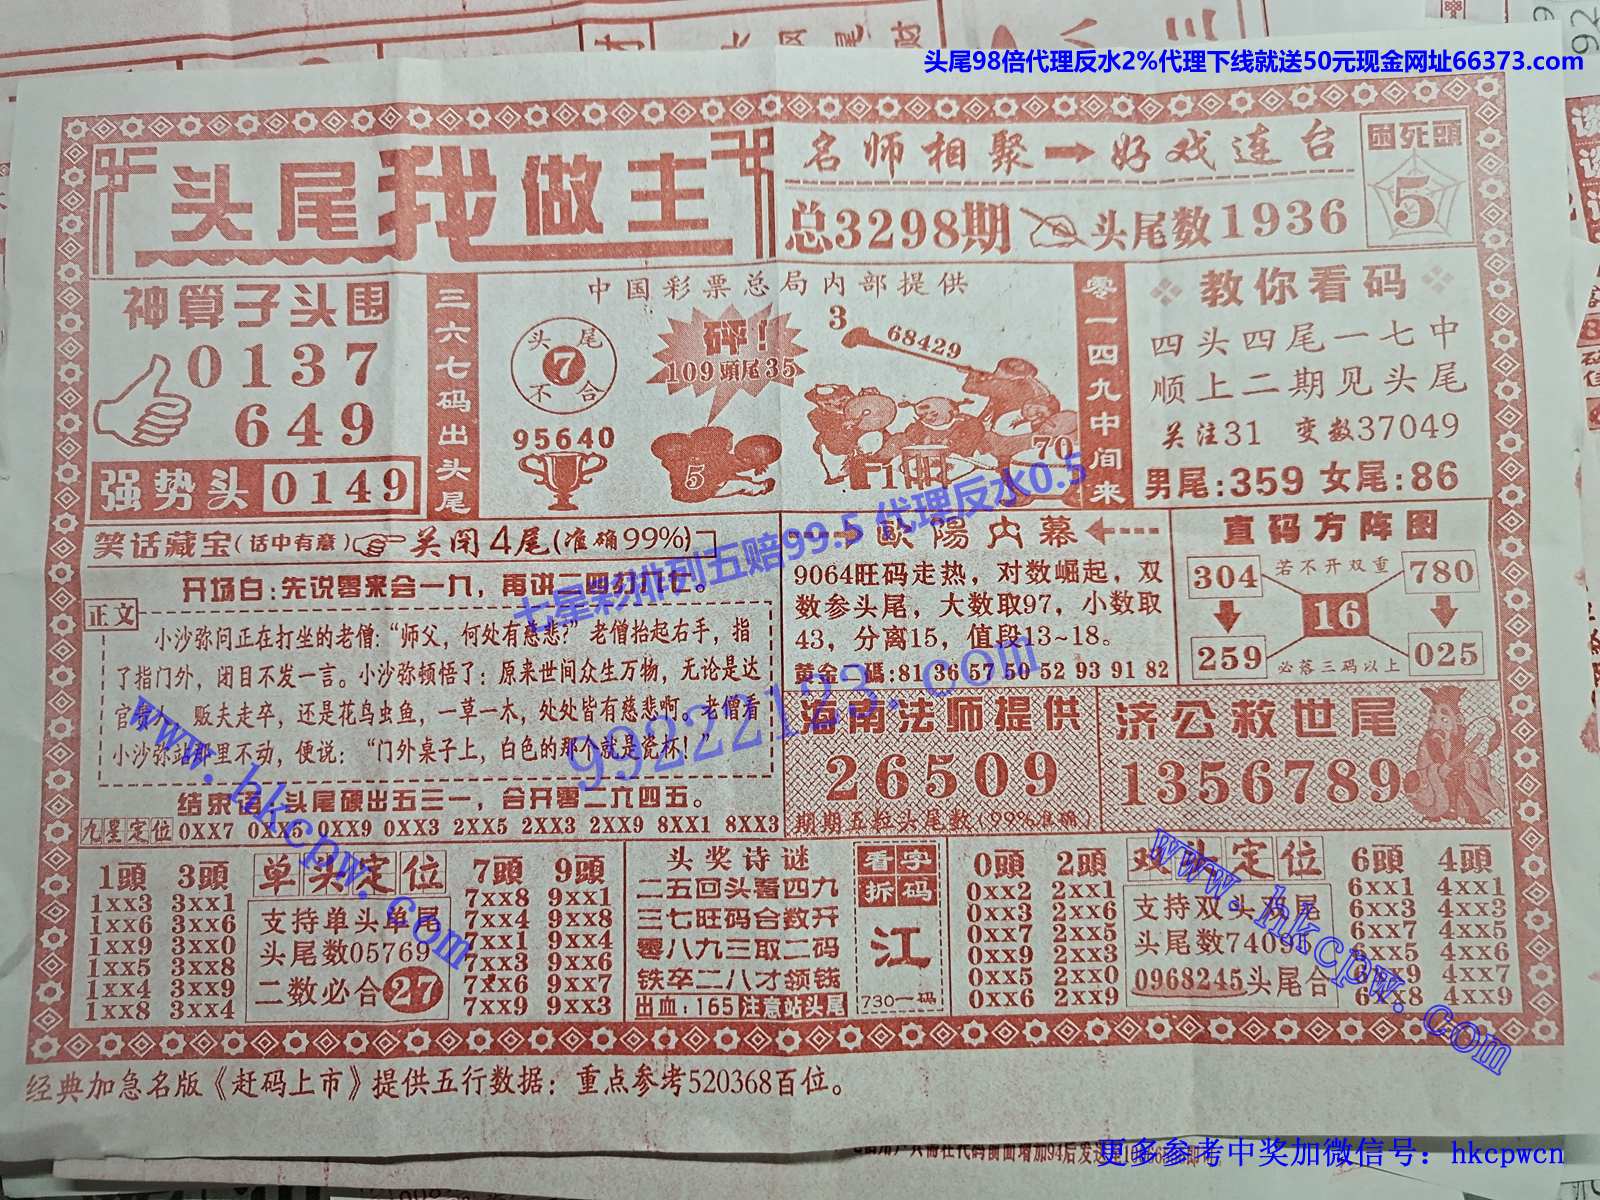 头尾98倍代理反水2%代理下线就送50元现金网址66373.com
头尾我做主
名师相聚→好戏连台
总3298期 头尾数1936
困死頭
5
神算子头围
0137
649
强势头 0149
三六七码出头尾
中国彩票总局内部提供
头尾
7
不合
95640
砰!
109頭尾35
5
3
68429
70
零一四九中间来
教你看码
四头四尾一七中
顺上二期见头尾
关注31 变数37049
男尾:359 女尾:86
笑话藏宝(话中有意) 关闭4尾(准确99%)
开场白:先说零来会一九,再讲二四扪九七。
正文
小沙弥问正在打坐的老僧:“师父,何处有慈悲?”老僧抬起右手,指
了指门外,闭目不发一言。小沙弥顿悟了:原来世间众生万物,无论是达
官贵人、贩夫走卒,还是花鸟虫鱼,一草一木,处处皆有慈悲啊。老僧看
小沙弥站那里不动,便说:“门外桌子上,白色的那个就是瓷杯!”
结束语:头尾硬出五三一,合开零二六四五。
九星定位 0XX7 0XX5 0XX9 0XX3 2XX5 2XX3 2XX9 8XX1 8XX3
歐陽内幕
9064旺码走热,对数崛起,双
数参头尾,大数取97,小数取
43,分离15,值段13~18。
黄金二碼:81 36 57 50 52 93 91 82
直码方阵图
304 若不开双重 780
16
259 必落三码以上 025
海南法师提供
26509
期期五粒头尾数(99%准确)
济公救世尾
1356789
1頭 3頭 单头定位 7頭 9頭
1xx3 3xx1 7xx8 9xx1
1xx6 3xx6 支持单头单尾 7xx4 9xx8
1xx9 3xx0 7xx1 9xx4
1xx5 3xx8 头尾数05769 7xx3 9xx6
1xx4 3xx9 二数必合27 7xx6 9xx7
1xx8 3xx4 7xx9 9xx3
头奖诗谜
二五回头蓄四九
三七旺码合数开
零八九三取二码
铁卒二八才领钱
出血:165 注意站头尾
看字
拆码
江
730一码
0頭 2頭 双头定位 6頭 4頭
0xx2 2xx1 6xx1 4xx1
0xx3 2xx6 支持双头双尾 6xx3 4xx3
0xx7 2xx5 6xx7 4xx5
0xx9 2xx3 头尾数74095 6xx5 4xx6
0xx5 2xx0 0968245头尾合 6xx9 4xx7
0xx6 2xx9 6xx8 4xx9
经典加急名版《赶码上市》提供五行数据:重点参考520368百位。
七星彩排列五赔99.5 代理反水0.5
99922123.com
www.hkcpw.com
www.hkcpw.com
更多参考中奖加微信号:hkcpwcn